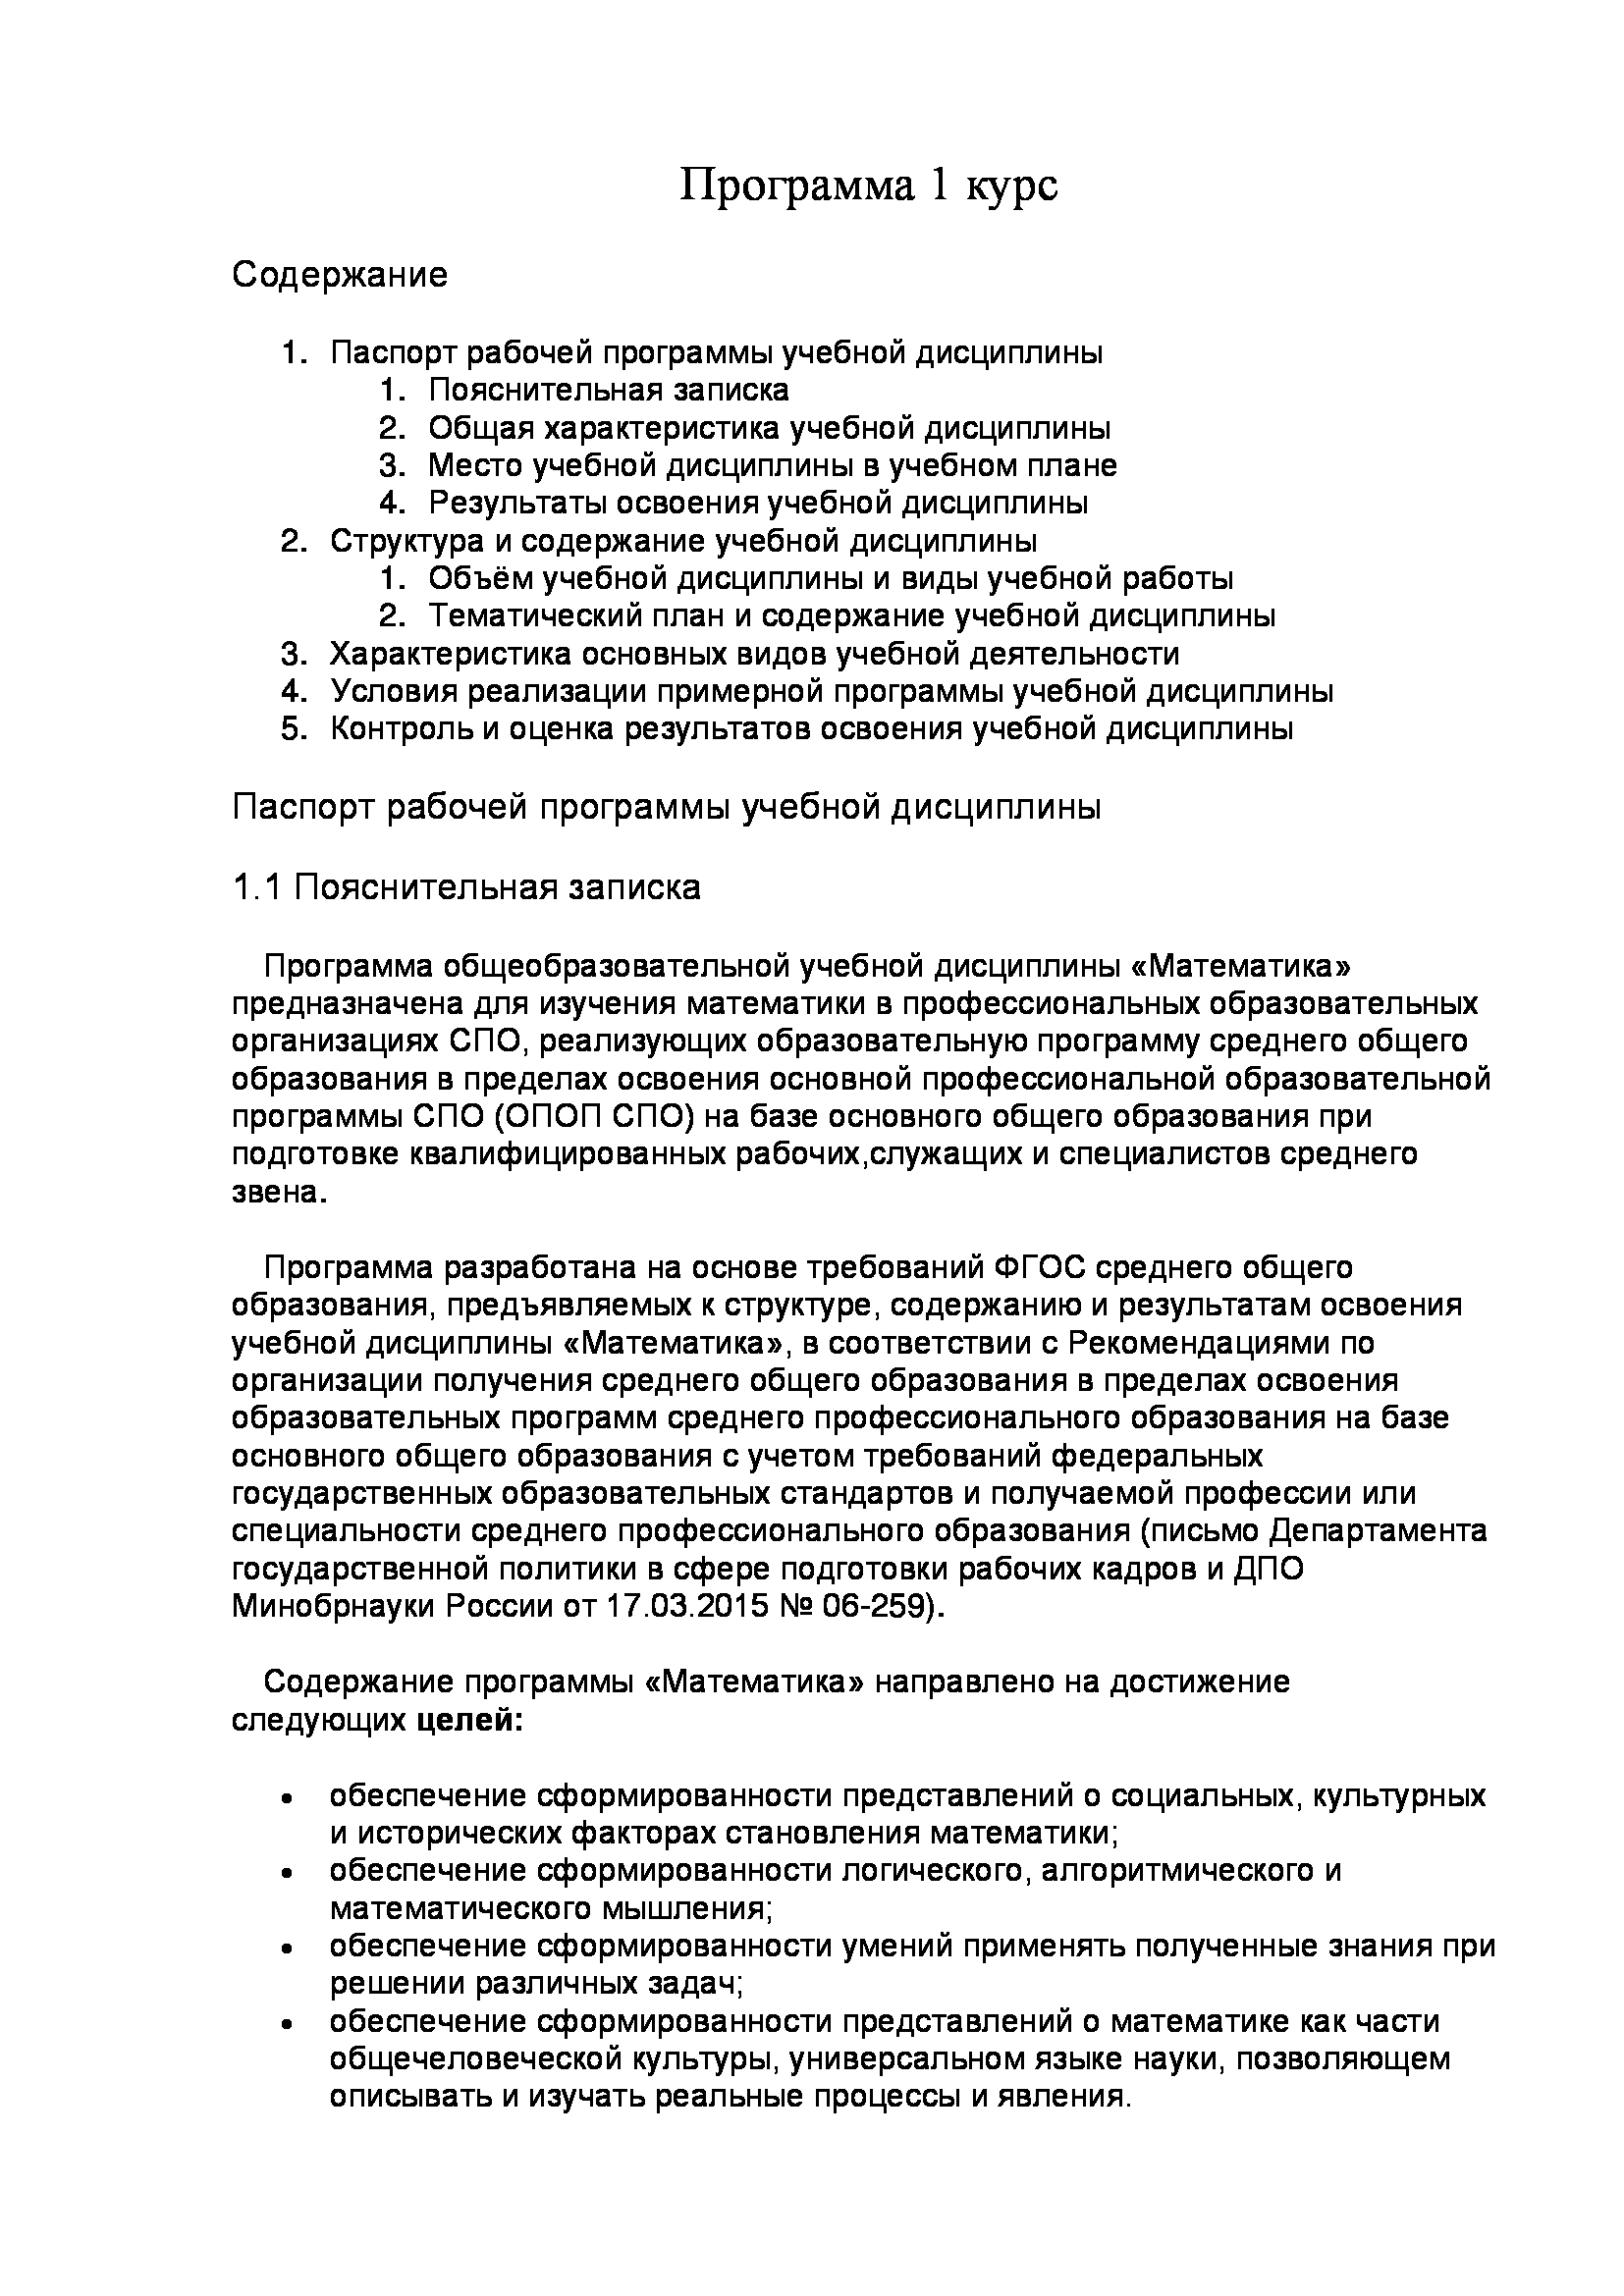 Программа 1 курс
Содержание
1. Паспорт рабочей программы учебной дисциплины
1. Пояснительная записка
2. Общая характеристика учебной дисциплины
3. Место учебной дисциплины в учебном плане
4. Результаты освоения учебной дисциплины
2. Структура и содержание учебной дисциплины
1. Объём учебной дисциплины и виды учебной работы
2. Тематический план и содержание учебной дисциплины
3. Характеристика основных видов учебной деятельности
4. Условия реализации примерной программы учебной дисциплины
5. Контроль и оценка результатов освоения учебной дисциплины
Паспорт рабочей программы учебной дисциплины
1.1 Пояснительная записка
Программа общеобразовательной учебной дисциплины «Математика»
предназначена для изучения математики в профессиональных образовательных
организациях СПО, реализующих образовательную программу среднего общего
образования в пределах освоения основной профессиональной образовательной
программы СПО (ОПОП СПО) на базе основного общего образования при
подготовке квалифицированных рабочих,служащих и специалистов среднего
звена.
Программа разработана на основе требований ФГОС среднего общего
образования, предъявляемых к структуре, содержанию и результатам освоения
учебной дисциплины «Математика», в соответствии с Рекомендациями по
организации получения среднего общего образования в пределах освоения
образовательных программ среднего профессионального образования на базе
основного общего образования с учетом требований федеральных
государственных образовательных стандартов и получаемой профессии или
специальности среднего профессионального образования (письмо Департамента
государственной политики в сфере подготовки рабочих кадров и ДПО
Минобрнауки России от 17.03.2015 № 06-259).
Содержание программы «Математика» направлено на достижение
следующих целей:
• обеспечение сформированности представлений о социальных, культурных
и исторических факторах становления математики;
• обеспечение сформированности логического, алгоритмического и
математического мышления;
• обеспечение сформированности умений применять полученные знания при
решении различных задач;
• обеспечение сформированности представлений о математике как части
общечеловеческой культуры, универсальном языке науки, позволяющем
описывать и изучать реальные процессы и явления.